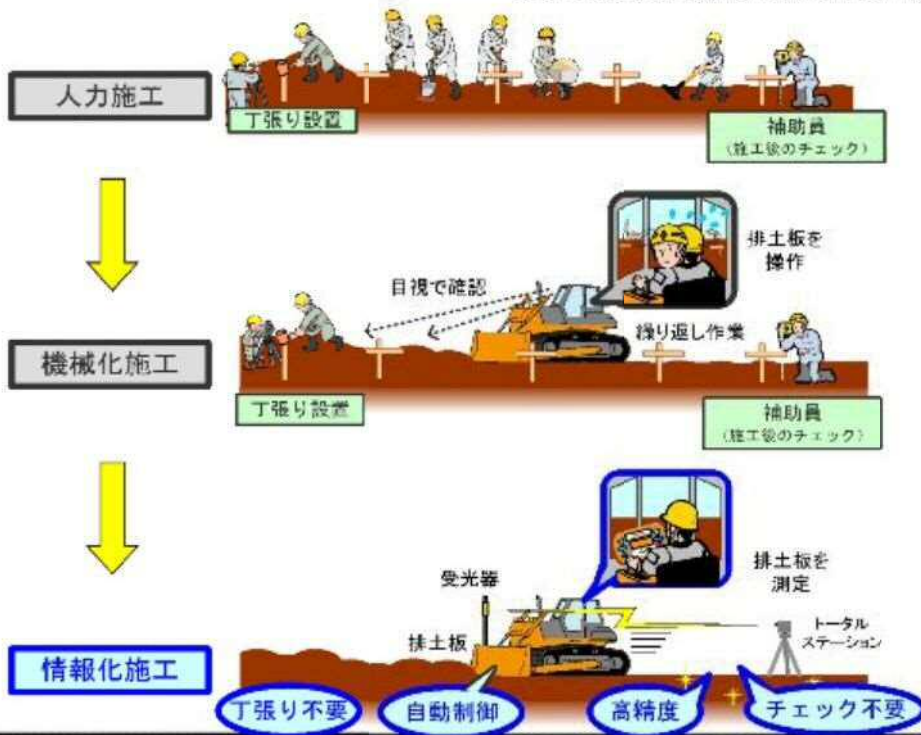 人力施工
丁張り設置
補助員
(施工後のチェック)
排土板を
操作
目視で確認
繰り返し作業
機械化施工
丁張り設置
補助員
(施工後のチェック)
排土板を
測定
受光器
排土板
トータル
ステーション
情報化施工
丁張り不要
自動制御
高精度
チェック不要